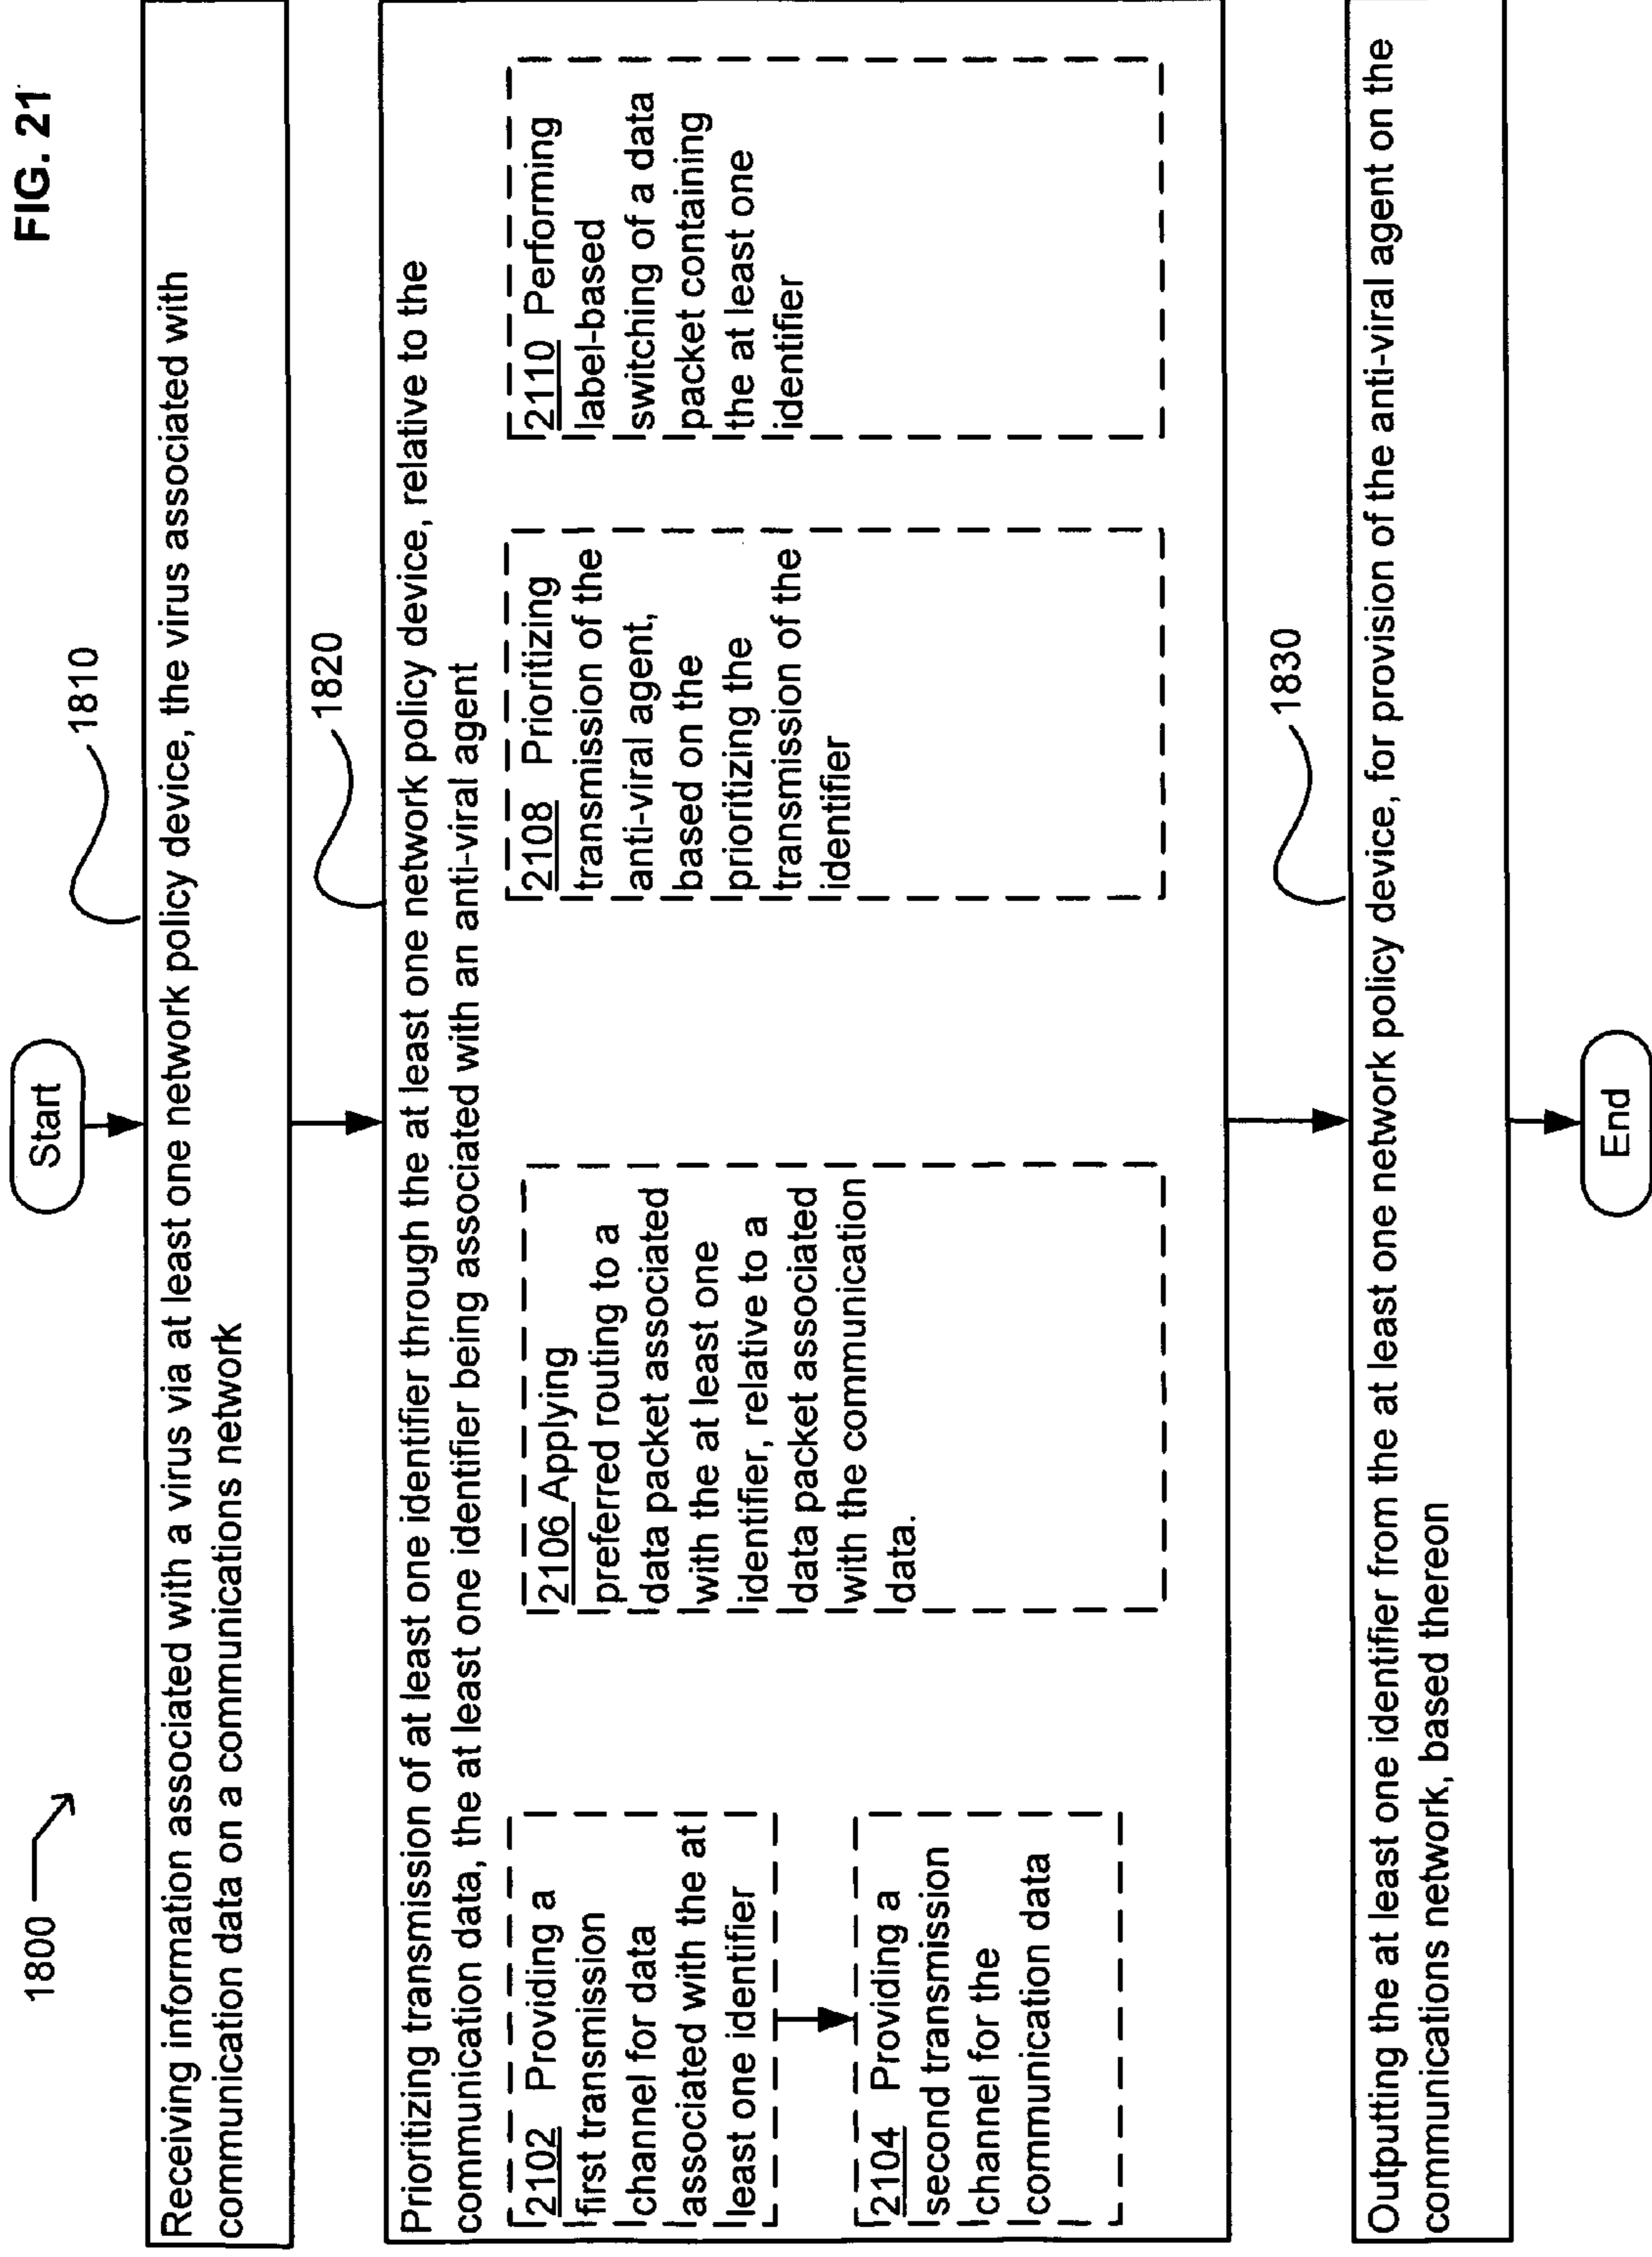 FIG. 21
1800
Start
1810
Receiving information associated with a virus via at least one network policy device, the virus associated with
communication data on a communications network
1820
Prioritizing transmission of at least one identifier through the at least one network policy device, relative to the
communication data, the at least one identifier being associated with an anti-viral agent
2102 Providing a
first transmission
channel for data
associated with the at
least one identifier
2104 Providing a
second transmission
channel for the
communication data
2106 Applying
preferred routing to a
data packet associated
with the at least one
identifier, relative to a
data packet associated
with the communication
data.
2108 Prioritizing
transmission of the
anti-viral agent,
based on the
prioritizing the
transmission of the
identifier
2110 Performing
label-based
switching of a data
packet containing
the at least one
identifier
1830
Outputting the at least one identifier from the at least one network policy device, for provision of the anti-viral agent on the
communications network, based thereon
End